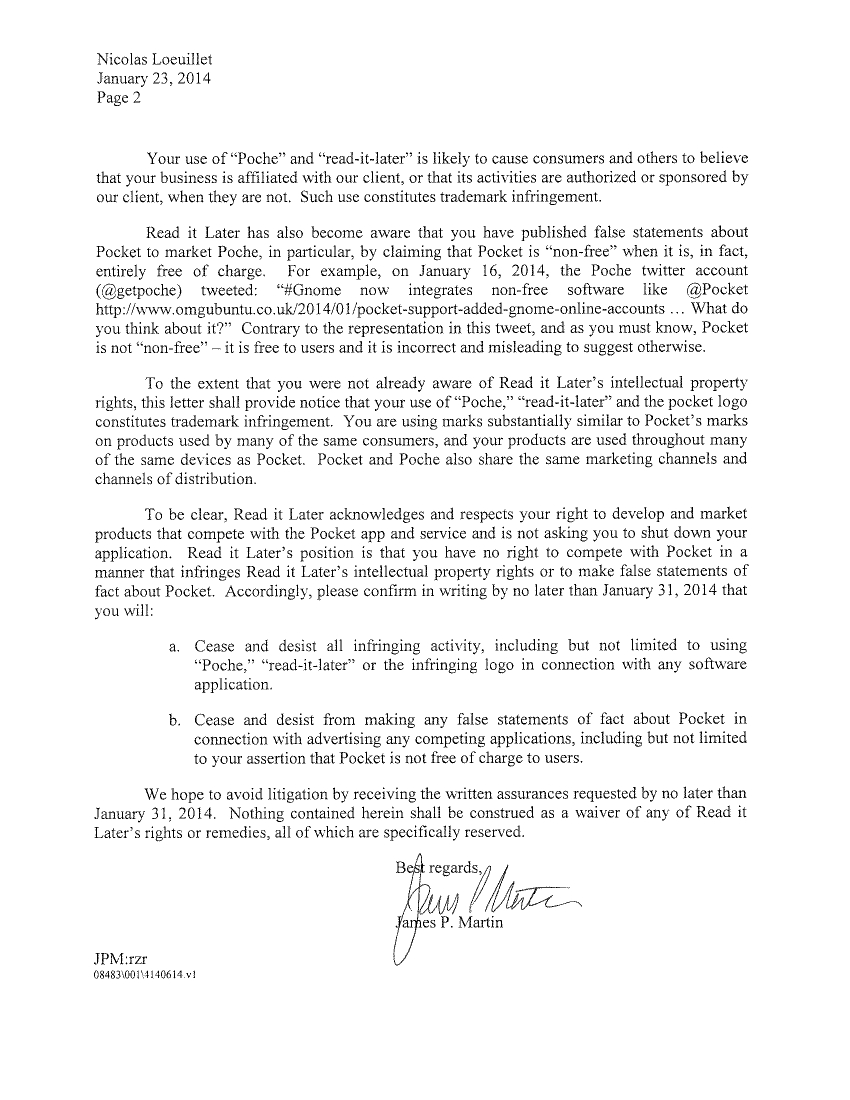 Nicolas Loeuillet
January 23, 2014
Page 2
Your use of “Poche” and “read-it-later” is likely to cause consumers and others to believe
that your business is affiliated with our client, or that its activities are authorized or sponsored by
our client, when they are not.  Such use constitutes trademark infringement.
Read it Later has also become aware that you have published false statements about
Pocket to market Poche, in particular, by claiming that Pocket is “non-free” when it is, in fact,
entirely free of charge.  For example, on January 16, 2014, the Poche twitter account
(@getpoche) tweeted:  “#Gnome now integrates non-free software like @Pocket
http://www.omgubuntu.co.uk/2014/01/pocket-support-added-gnome-online-accounts … What do
you think about it?”  Contrary to the representation in this tweet, and as you must know, Pocket
is not “non-free” – it is free to users and it is incorrect and misleading to suggest otherwise.
To the extent that you were not already aware of Read it Later’s intellectual property
rights, this letter shall provide notice that your use of “Poche,” “read-it-later” and the pocket logo
constitutes trademark infringement.  You are using marks substantially similar to Pocket’s marks
on products used by many of the same consumers, and your products are used throughout many
of the same devices as Pocket.  Pocket and Poche also share the same marketing channels and
channels of distribution.
To be clear, Read it Later acknowledges and respects your right to develop and market
products that compete with the Pocket app and service and is not asking you to shut down your
application.  Read it Later’s position is that you have no right to compete with Pocket in a
manner that infringes Read it Later’s intellectual property rights or to make false statements of
fact about Pocket.  Accordingly, please confirm in writing by no later than January 31, 2014 that
you will:
a.  Cease and desist all infringing activity, including but not limited to using
“Poche,” “read-it-later” or the infringing logo in connection with any software
application.
b.  Cease and desist from making any false statements of fact about Pocket in
connection with advertising any competing applications, including but not limited
to your assertion that Pocket is not free of charge to users.
We hope to avoid litigation by receiving the written assurances requested by no later than
January 31, 2014.  Nothing contained herein shall be construed as a waiver of any of Read it
Later’s rights or remedies, all of which are specifically reserved.
Best regards,
James P Martin
James P. Martin
JPM:rzr
08483\001\4140614.v1